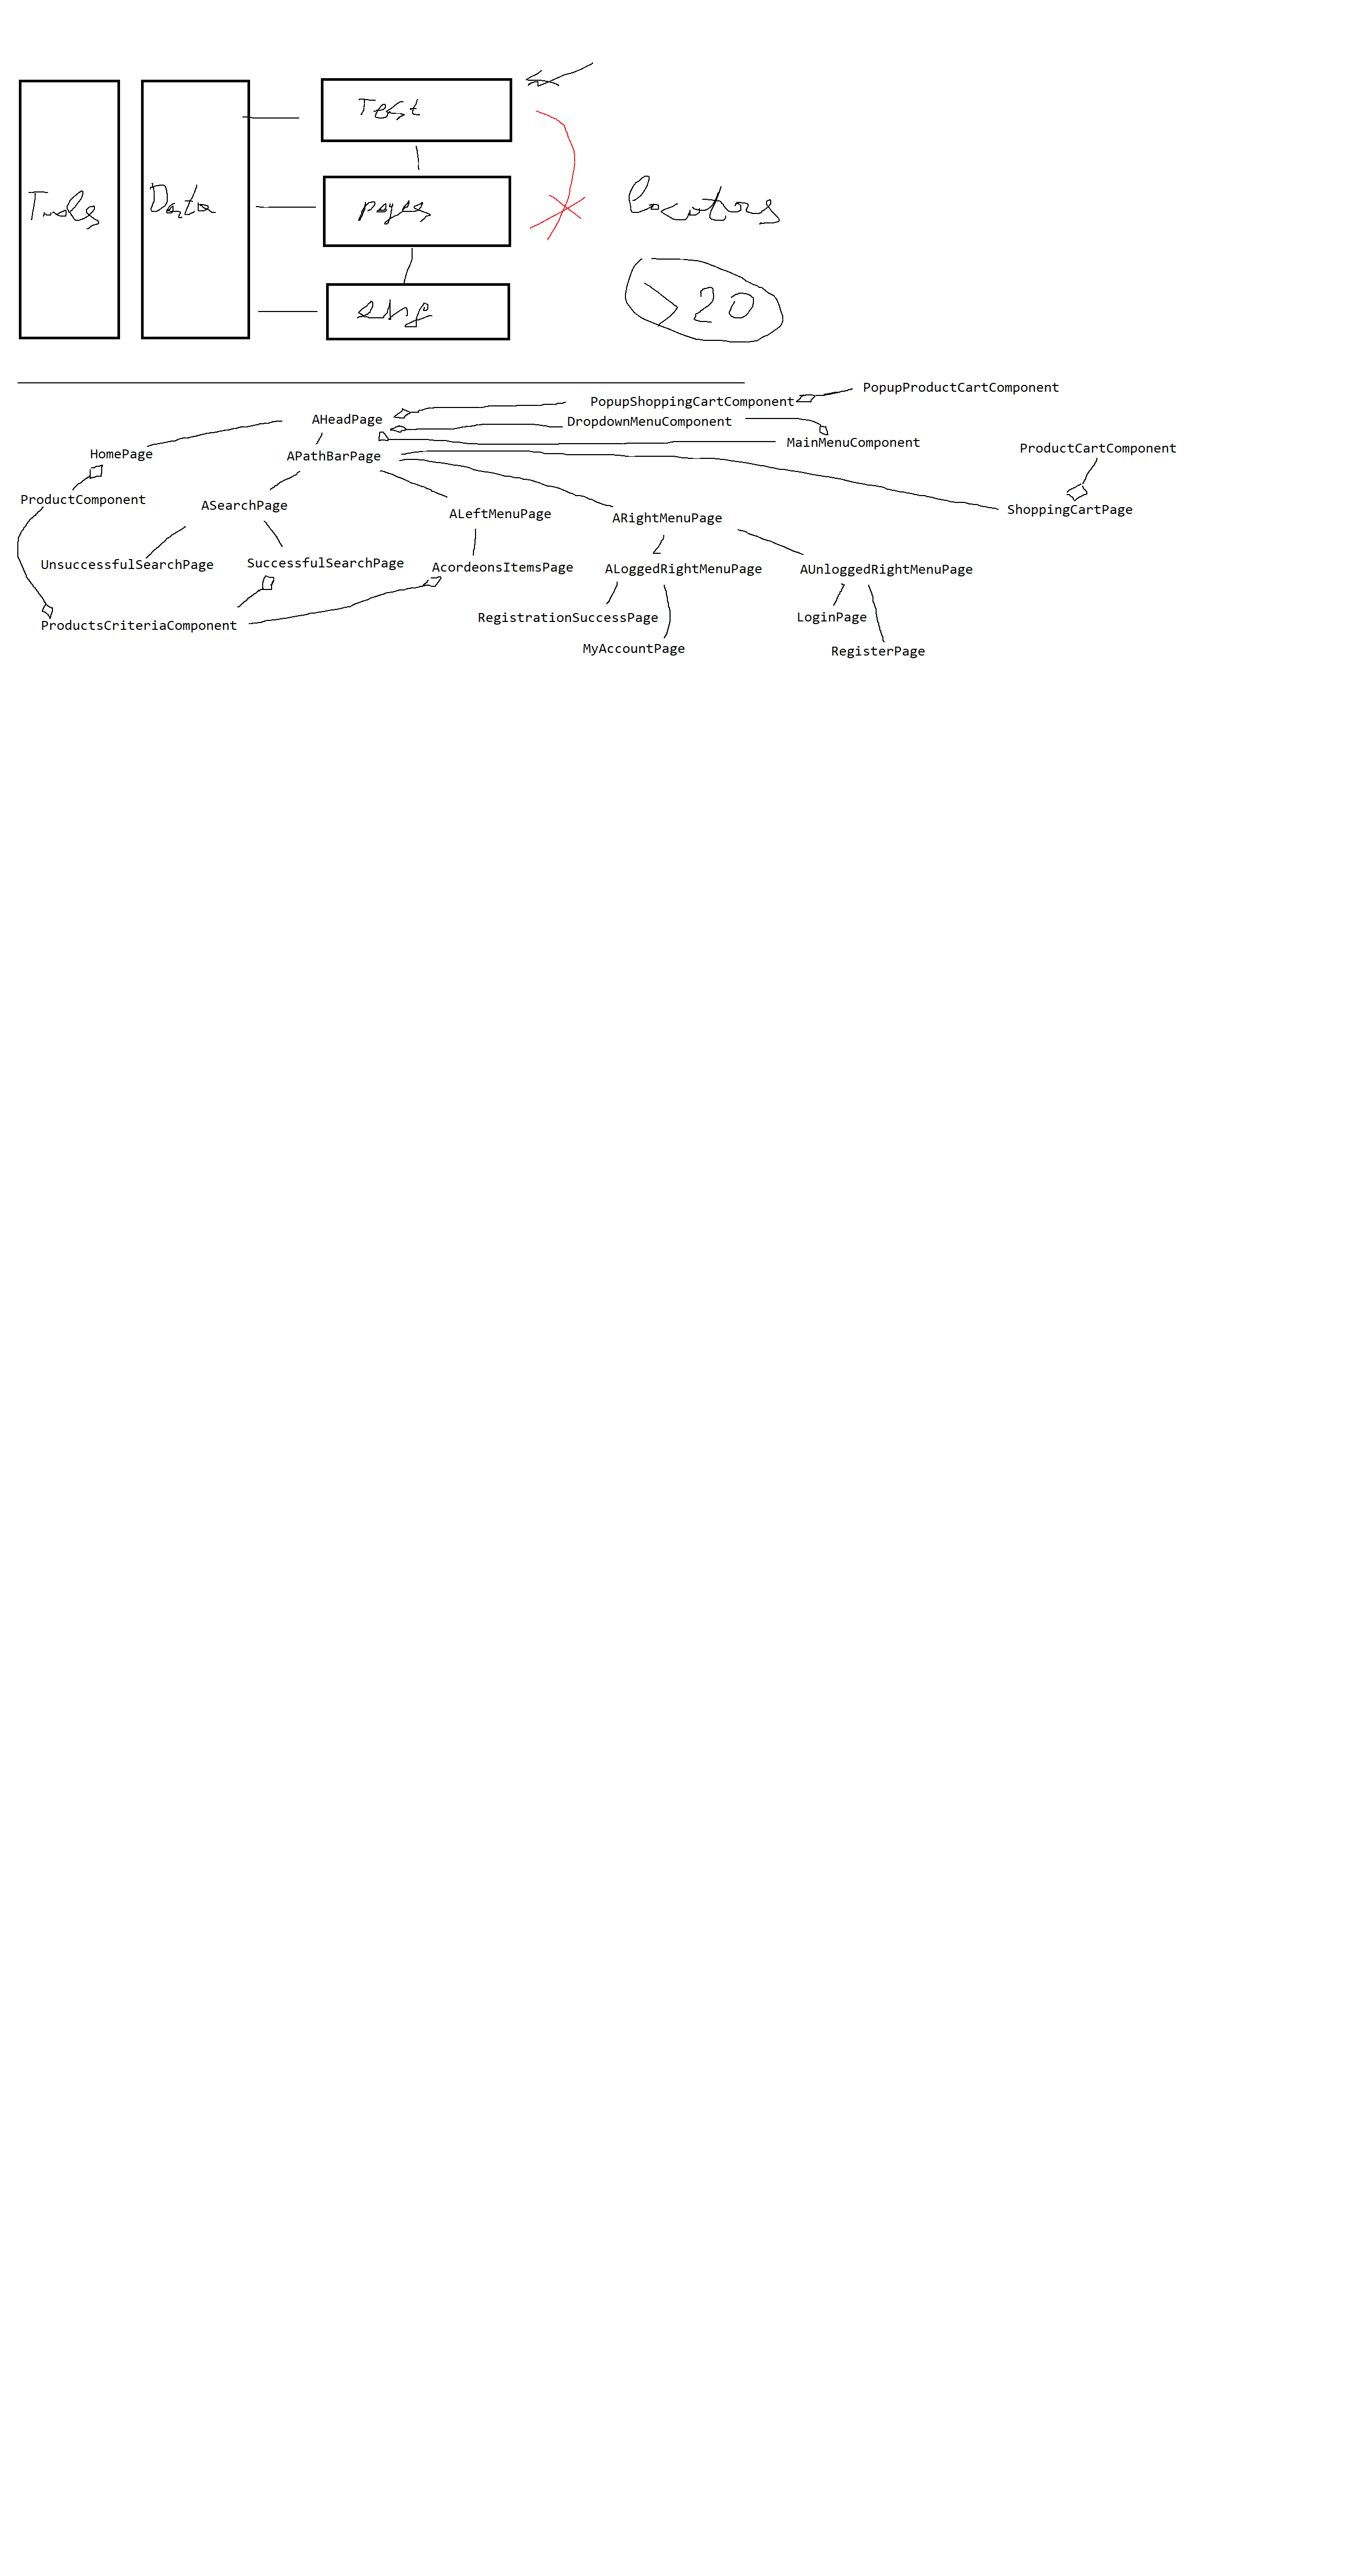 Test
Tools
Data
pages
locators
> 20
PopupProductCartComponent
PopupShoppingCartComponent
AHeadPage
DropdownMenuComponent
MainMenuComponent
ProductCartComponent
HomePage
APathBarPage
ProductComponent
ASearchPage
ALeftMenuPage
ARightMenuPage
ShoppingCartPage
UnsuccessfulSearchPage
SuccessfulSearchPage
AcordeonsItemsPage
ALoggedRightMenuPage
AUnloggedRightMenuPage
ProductsCriteriaComponent
RegistrationSuccessPage
LoginPage
MyAccountPage
RegisterPage